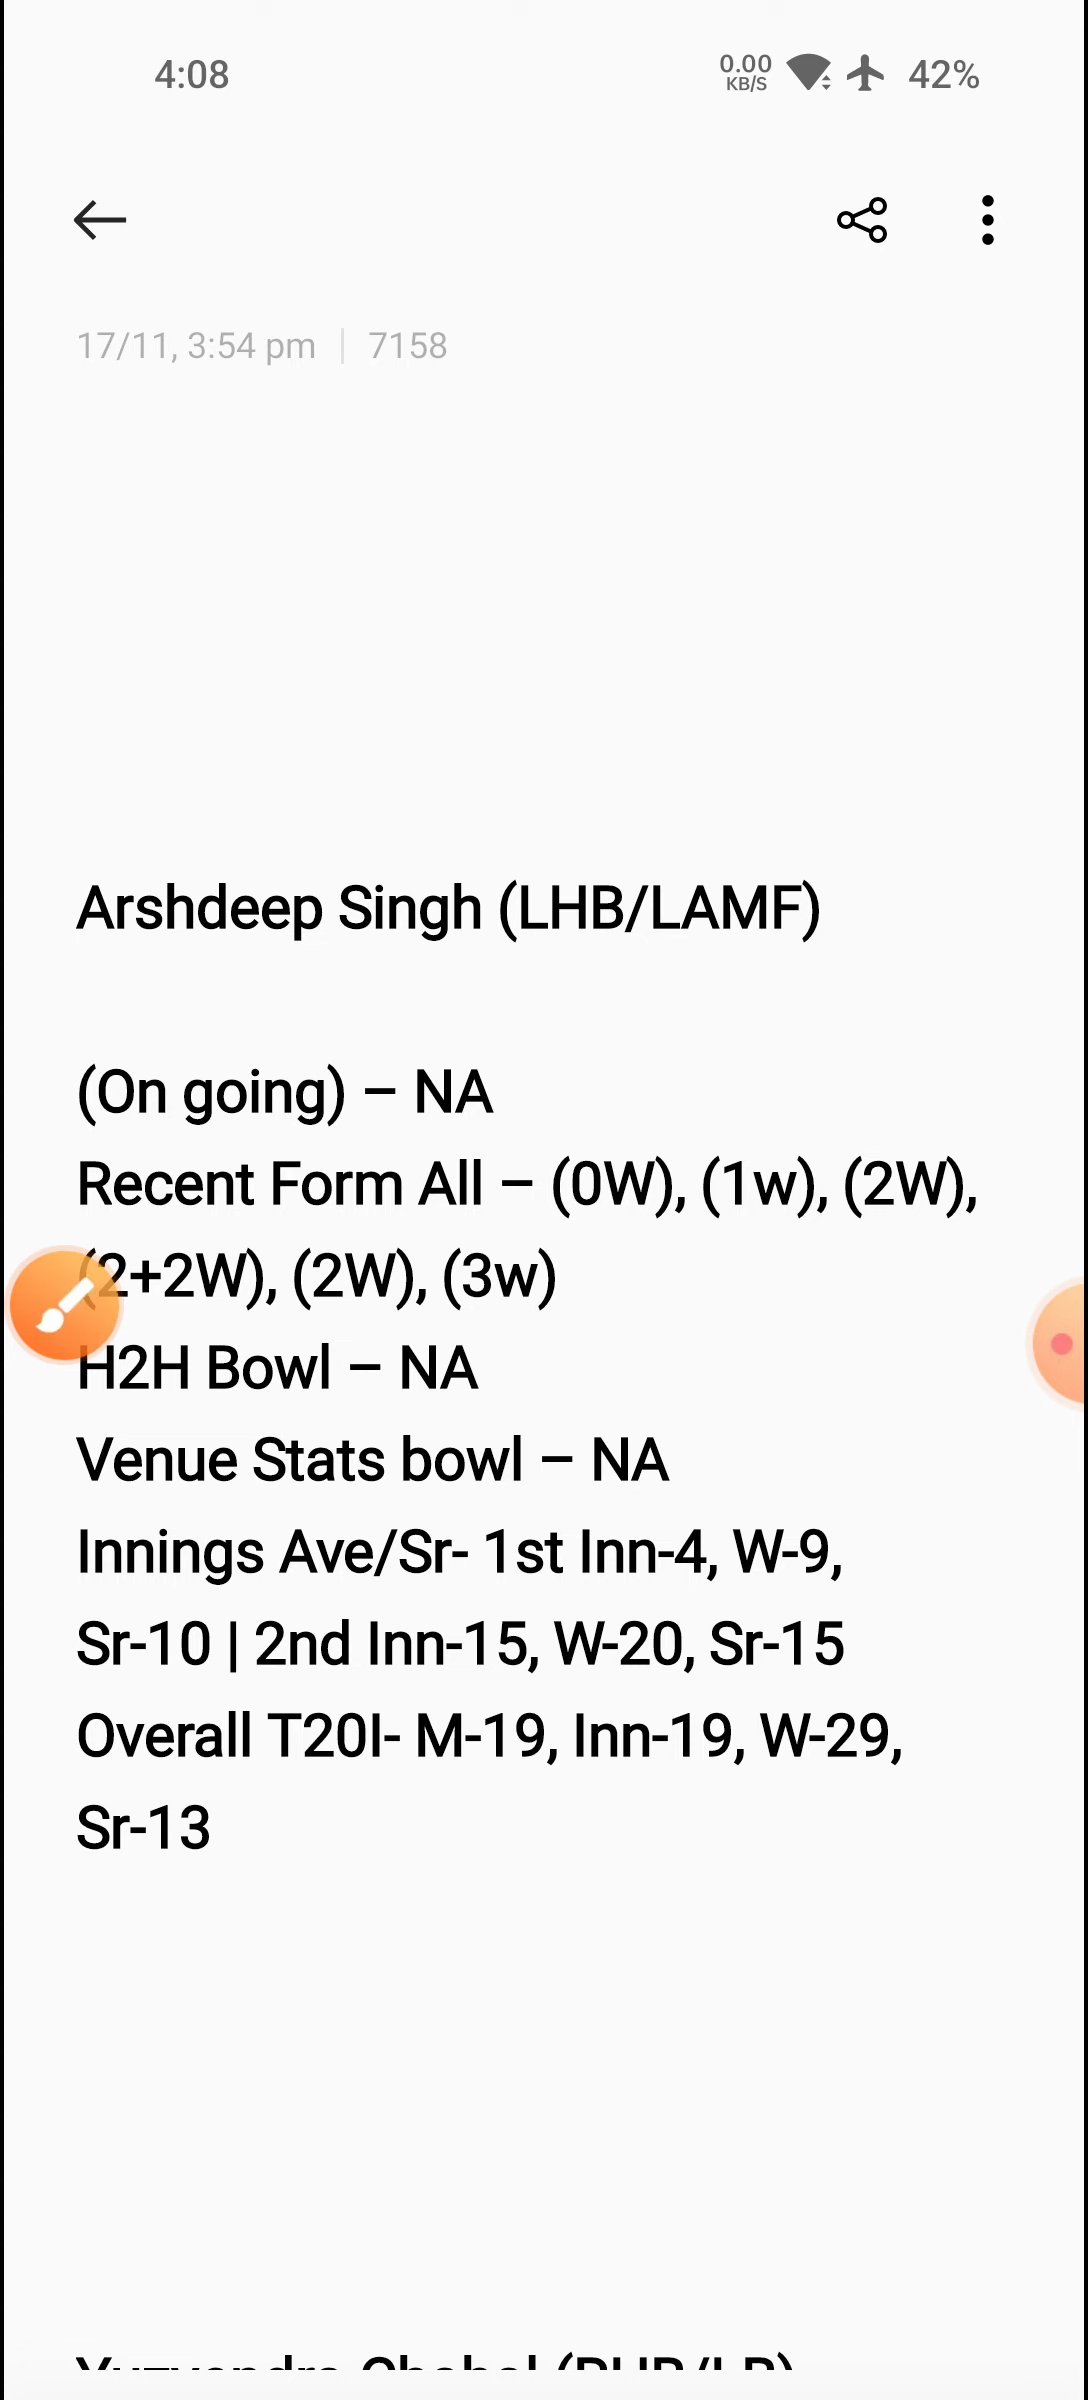 4:08
0.00
KB/S
42%
17/11, 3:54 pm | 7158
Arshdeep Singh (LHB/LAMF)
(On going) – NA
Recent Form All – (0W), (1w), (2W),
(2+2W), (2W), (3w)
H2H Bowl – NA
Venue Stats bowl – NA
Innings Ave/Sr- 1st Inn-4, W-9,
Sr-10 | 2nd Inn-15, W-20, Sr-15
Overall T20I- M-19, Inn-19, W-29,
Sr-13